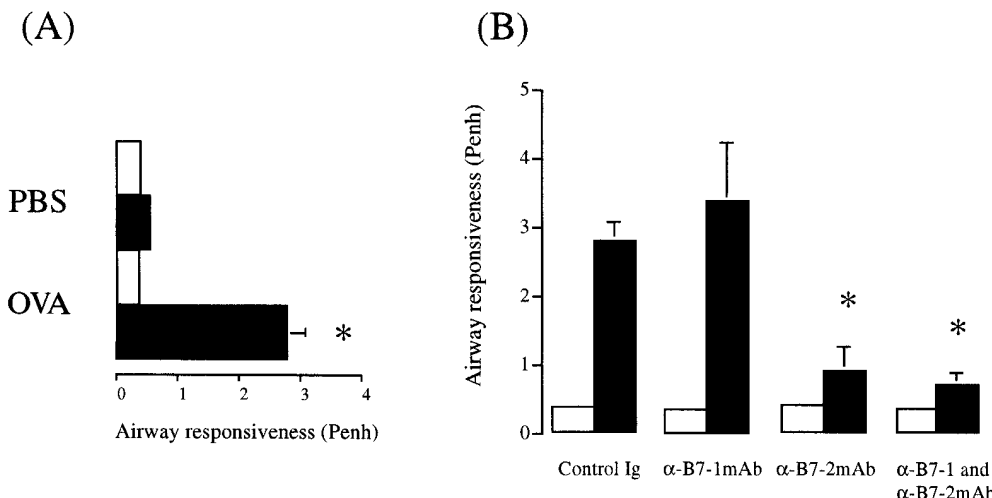 (A)
(B)
PBS
OVA
*
0 1 2 3 4
Airway responsiveness (Penh)
Airway responsiveness (Penh)
5
4
3
2
1
0
*
*
Control Ig α-B7-1mAb α-B7-2mAb α-B7-1 and
α-B7-2mAb